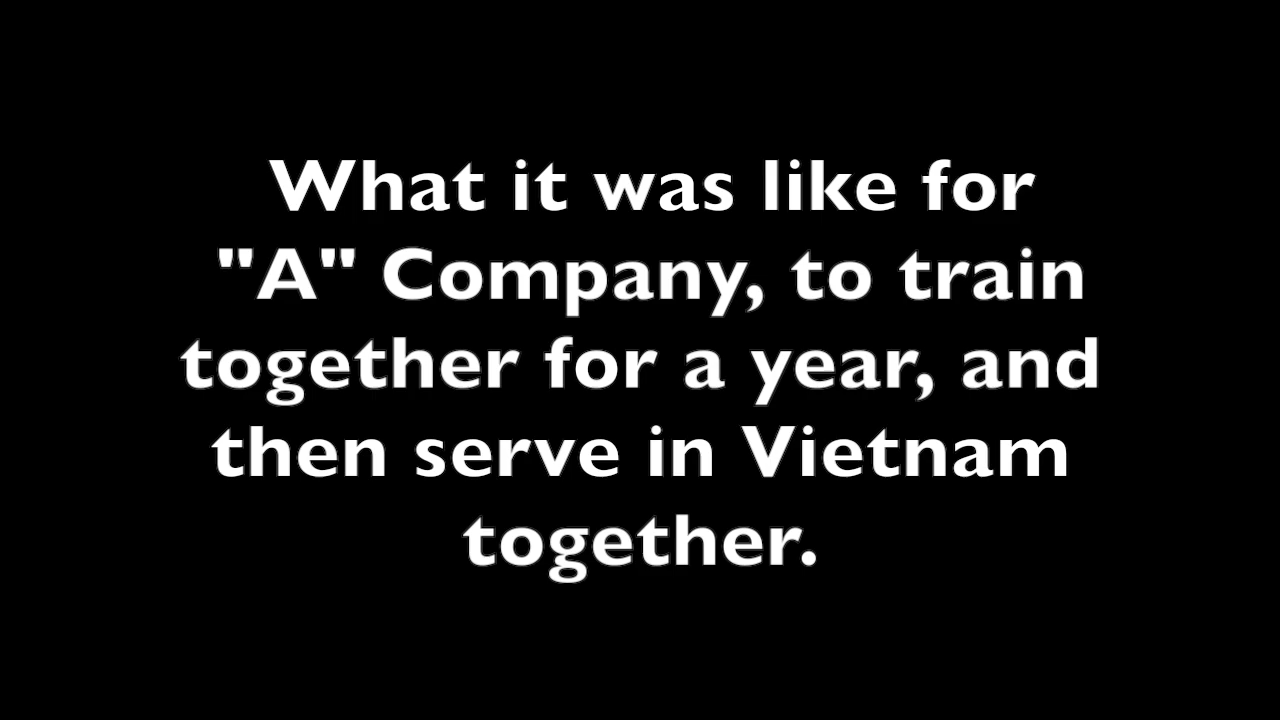 What it was like for
"A" Company, to train
together for a year, and
then serve in Vietnam
together.